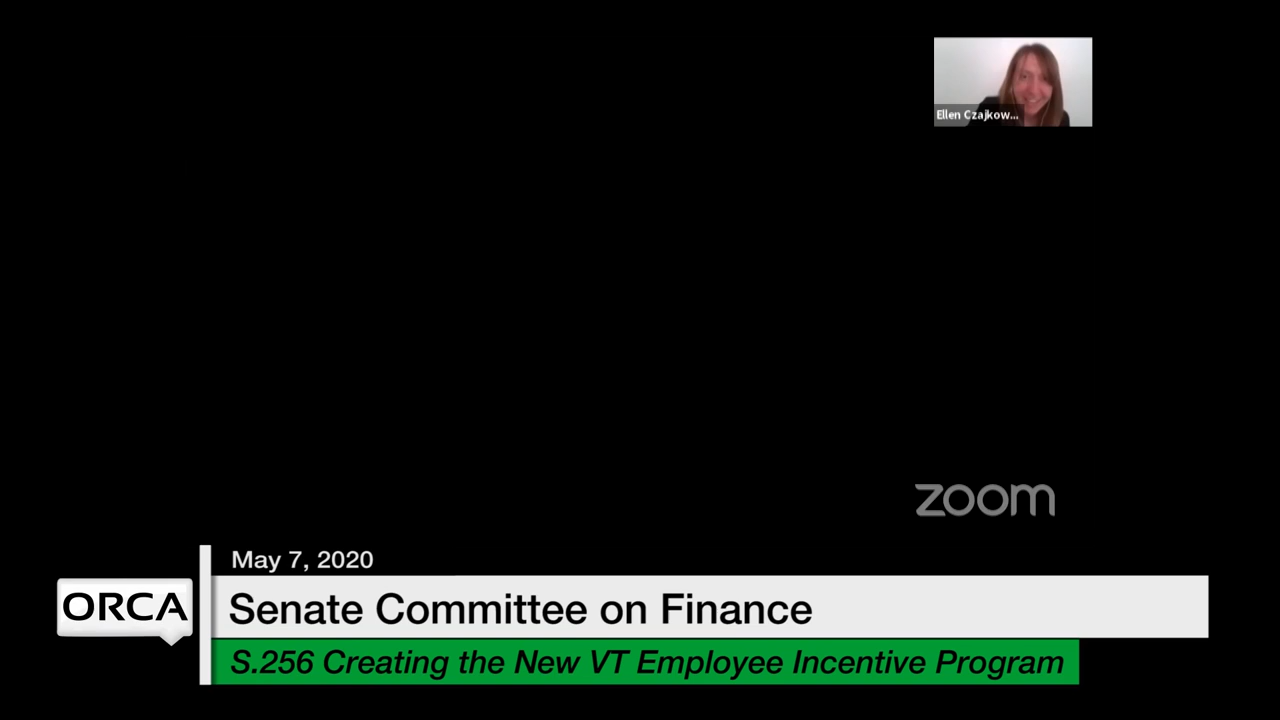 Ellen Czajkow...
zoom
May 7, 2020
ORCA
Senate Committee on Finance
S.256 Creating the New VT Employee Incentive Program